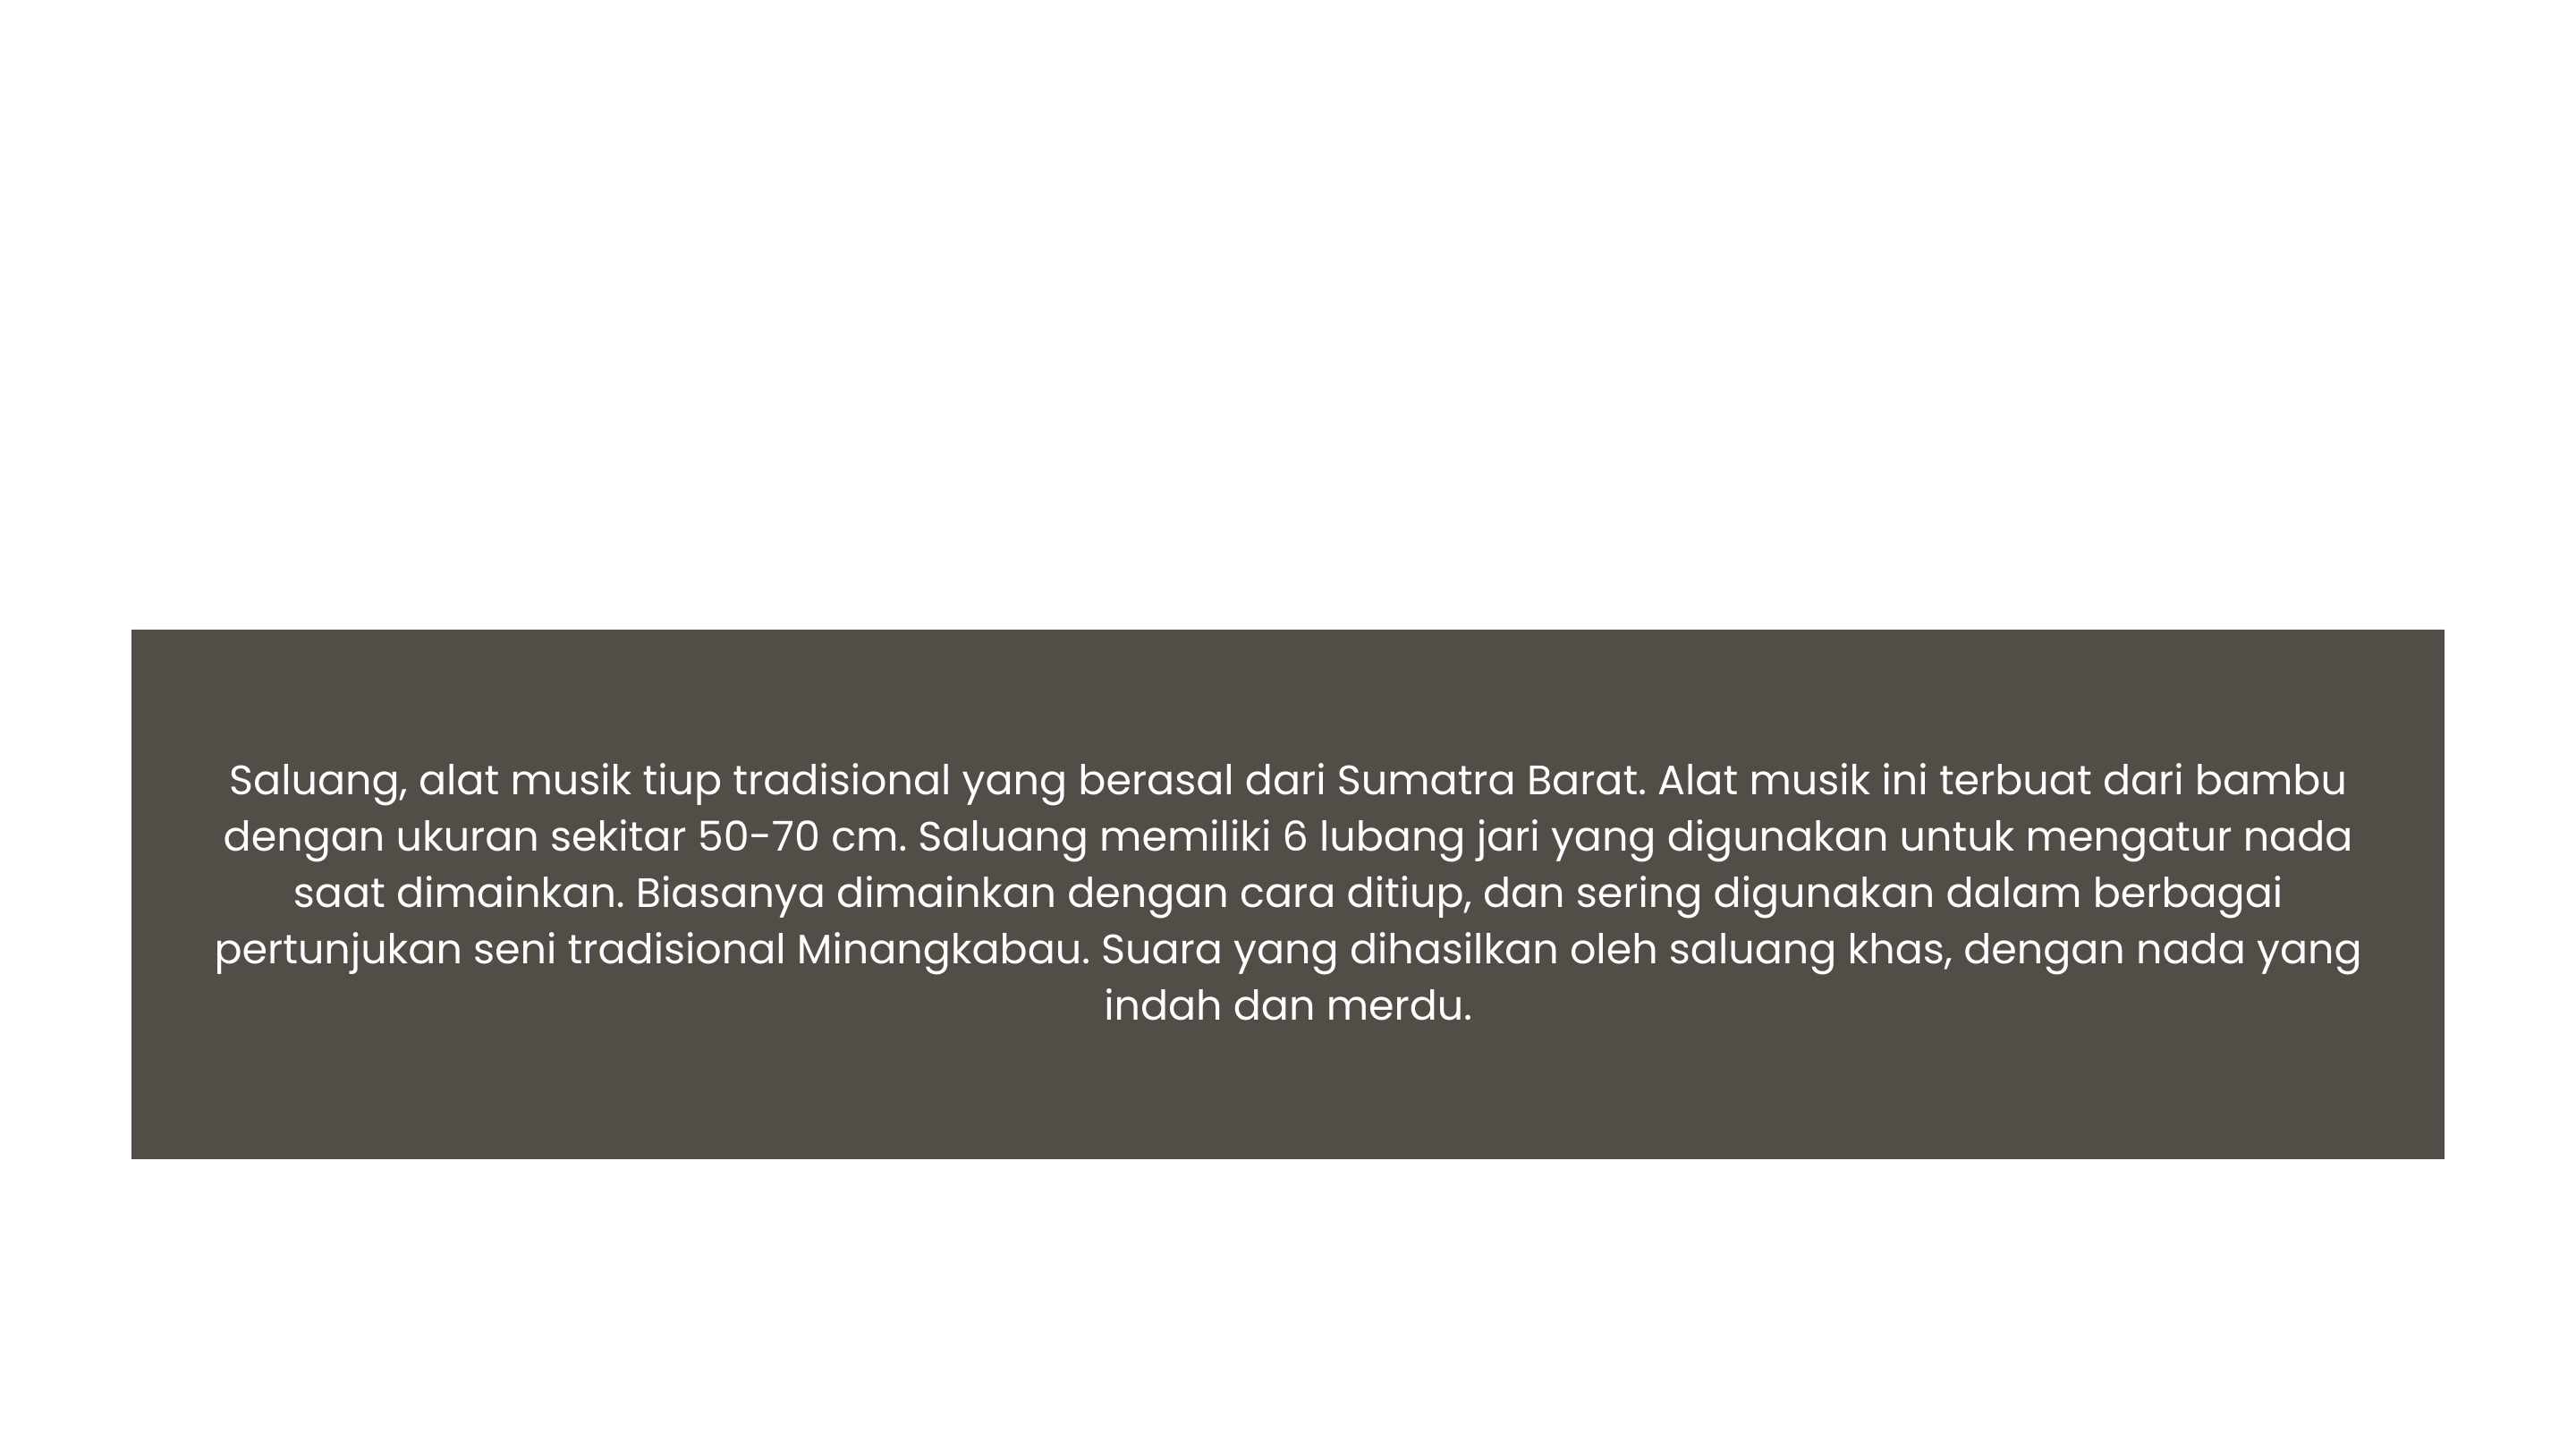 Saluang, alat musik tiup tradisional yang berasal dari Sumatra Barat. Alat musik ini terbuat dari bambu
dengan ukuran sekitar 50-70 cm. Saluang memiliki 6 lubang jari yang digunakan untuk mengatur nada
saat dimainkan. Biasanya dimainkan dengan cara ditiup, dan sering digunakan dalam berbagai
pertunjukan seni tradisional Minangkabau. Suara yang dihasilkan oleh saluang khas, dengan nada yang
indah dan merdu.